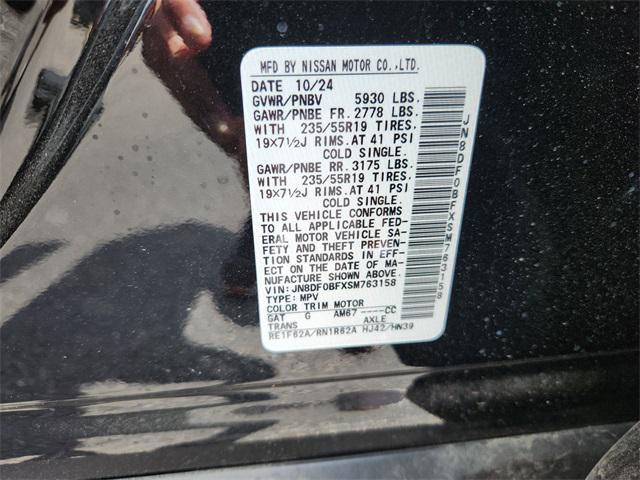 MFD BY NISSAN MOTOR CO.,LTD.
DATE 10/24
GVWR/PNBV 5930 LBS.
GAWR/PNBE FR. 2778 LBS.
WITH 235/55R19 TIRES.
19X7½J RIMS. AT 41 PSI
COLD SINGLE.
GAWR/PNBE RR. 3175 LBS.
WITH 235/55R19 TIRES.
19X7½J RIMS. AT 41 PSI
COLD SINGLE.
THIS VEHICLE CONFORMS
TO ALL APPLICABLE FED-
ERAL MOTOR VEHICLE SA-
FETY AND THEFT PREVEN-
TION STANDARDS IN EFF-
ECT ON THE DATE OF MA-
NUFACTURE SHOWN ABOVE.
VIN: JN8DF0BFXSM763158
TYPE: MPV
COLOR TRIM MOTOR
GAT G AM67 ----CC
TRANS AXLE
RE1F62A/RN1R62A HJ42/HN39
JN8DF0BFXSM763158